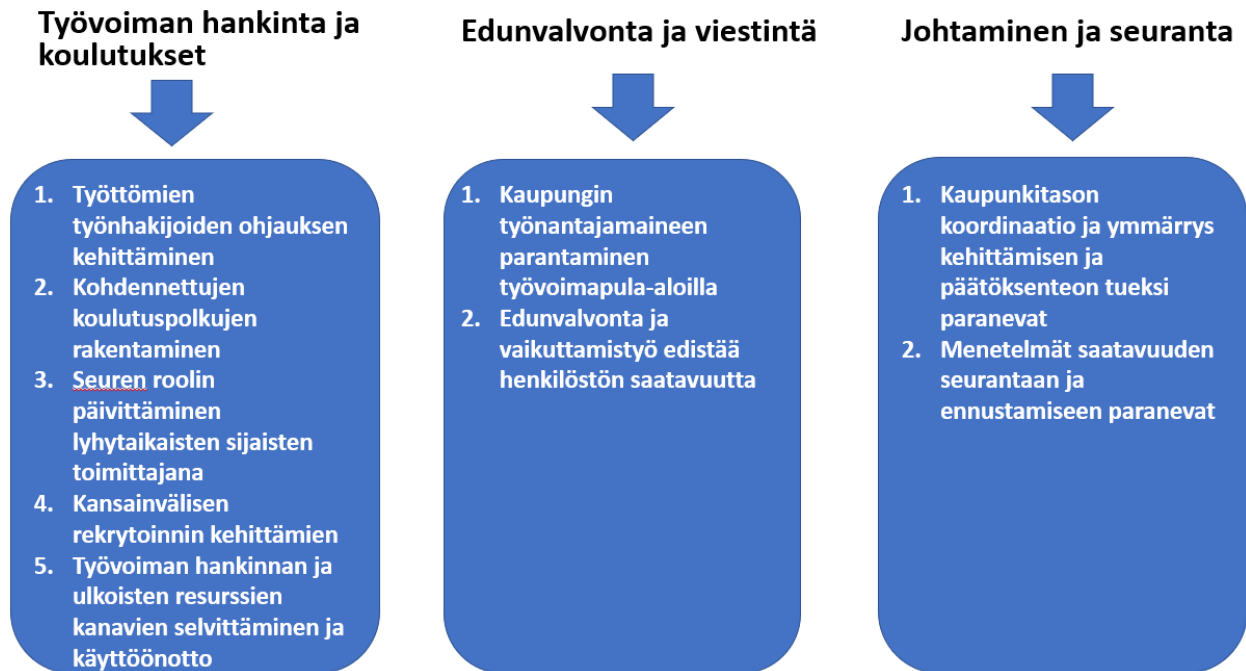 Työvoiman hankinta ja
koulutukset
1. Työttömien
työnhakijoiden ohjauksen
kehittäminen
2. Kohdennettujen
koulutuspolkujen
rakentaminen
3. Seuren roolin
päivittäminen
lyhytaikaisten sijaisten
toimittajana
4. Kansainvälisen
rekrytoinnin kehittämien
5. Työvoiman hankinnan ja
ulkoisten resurssien
kanavien selvittäminen ja
käyttöönotto
Edunvalvonta ja viestintä
1. Kaupungin
työnantajamaineen
parantaminen
työvoimapula-aloilla
2. Edunvalvonta ja
vaikuttamistyö edistää
henkilöstön saatavuutta
Johtaminen ja seuranta
1. Kaupunkitason
koordinaatio ja ymmärrys
kehittämisen ja
päätöksenteon tueksi
paranevat
2. Menetelmät saatavuuden
seurantaan ja
ennustamiseen paranevat